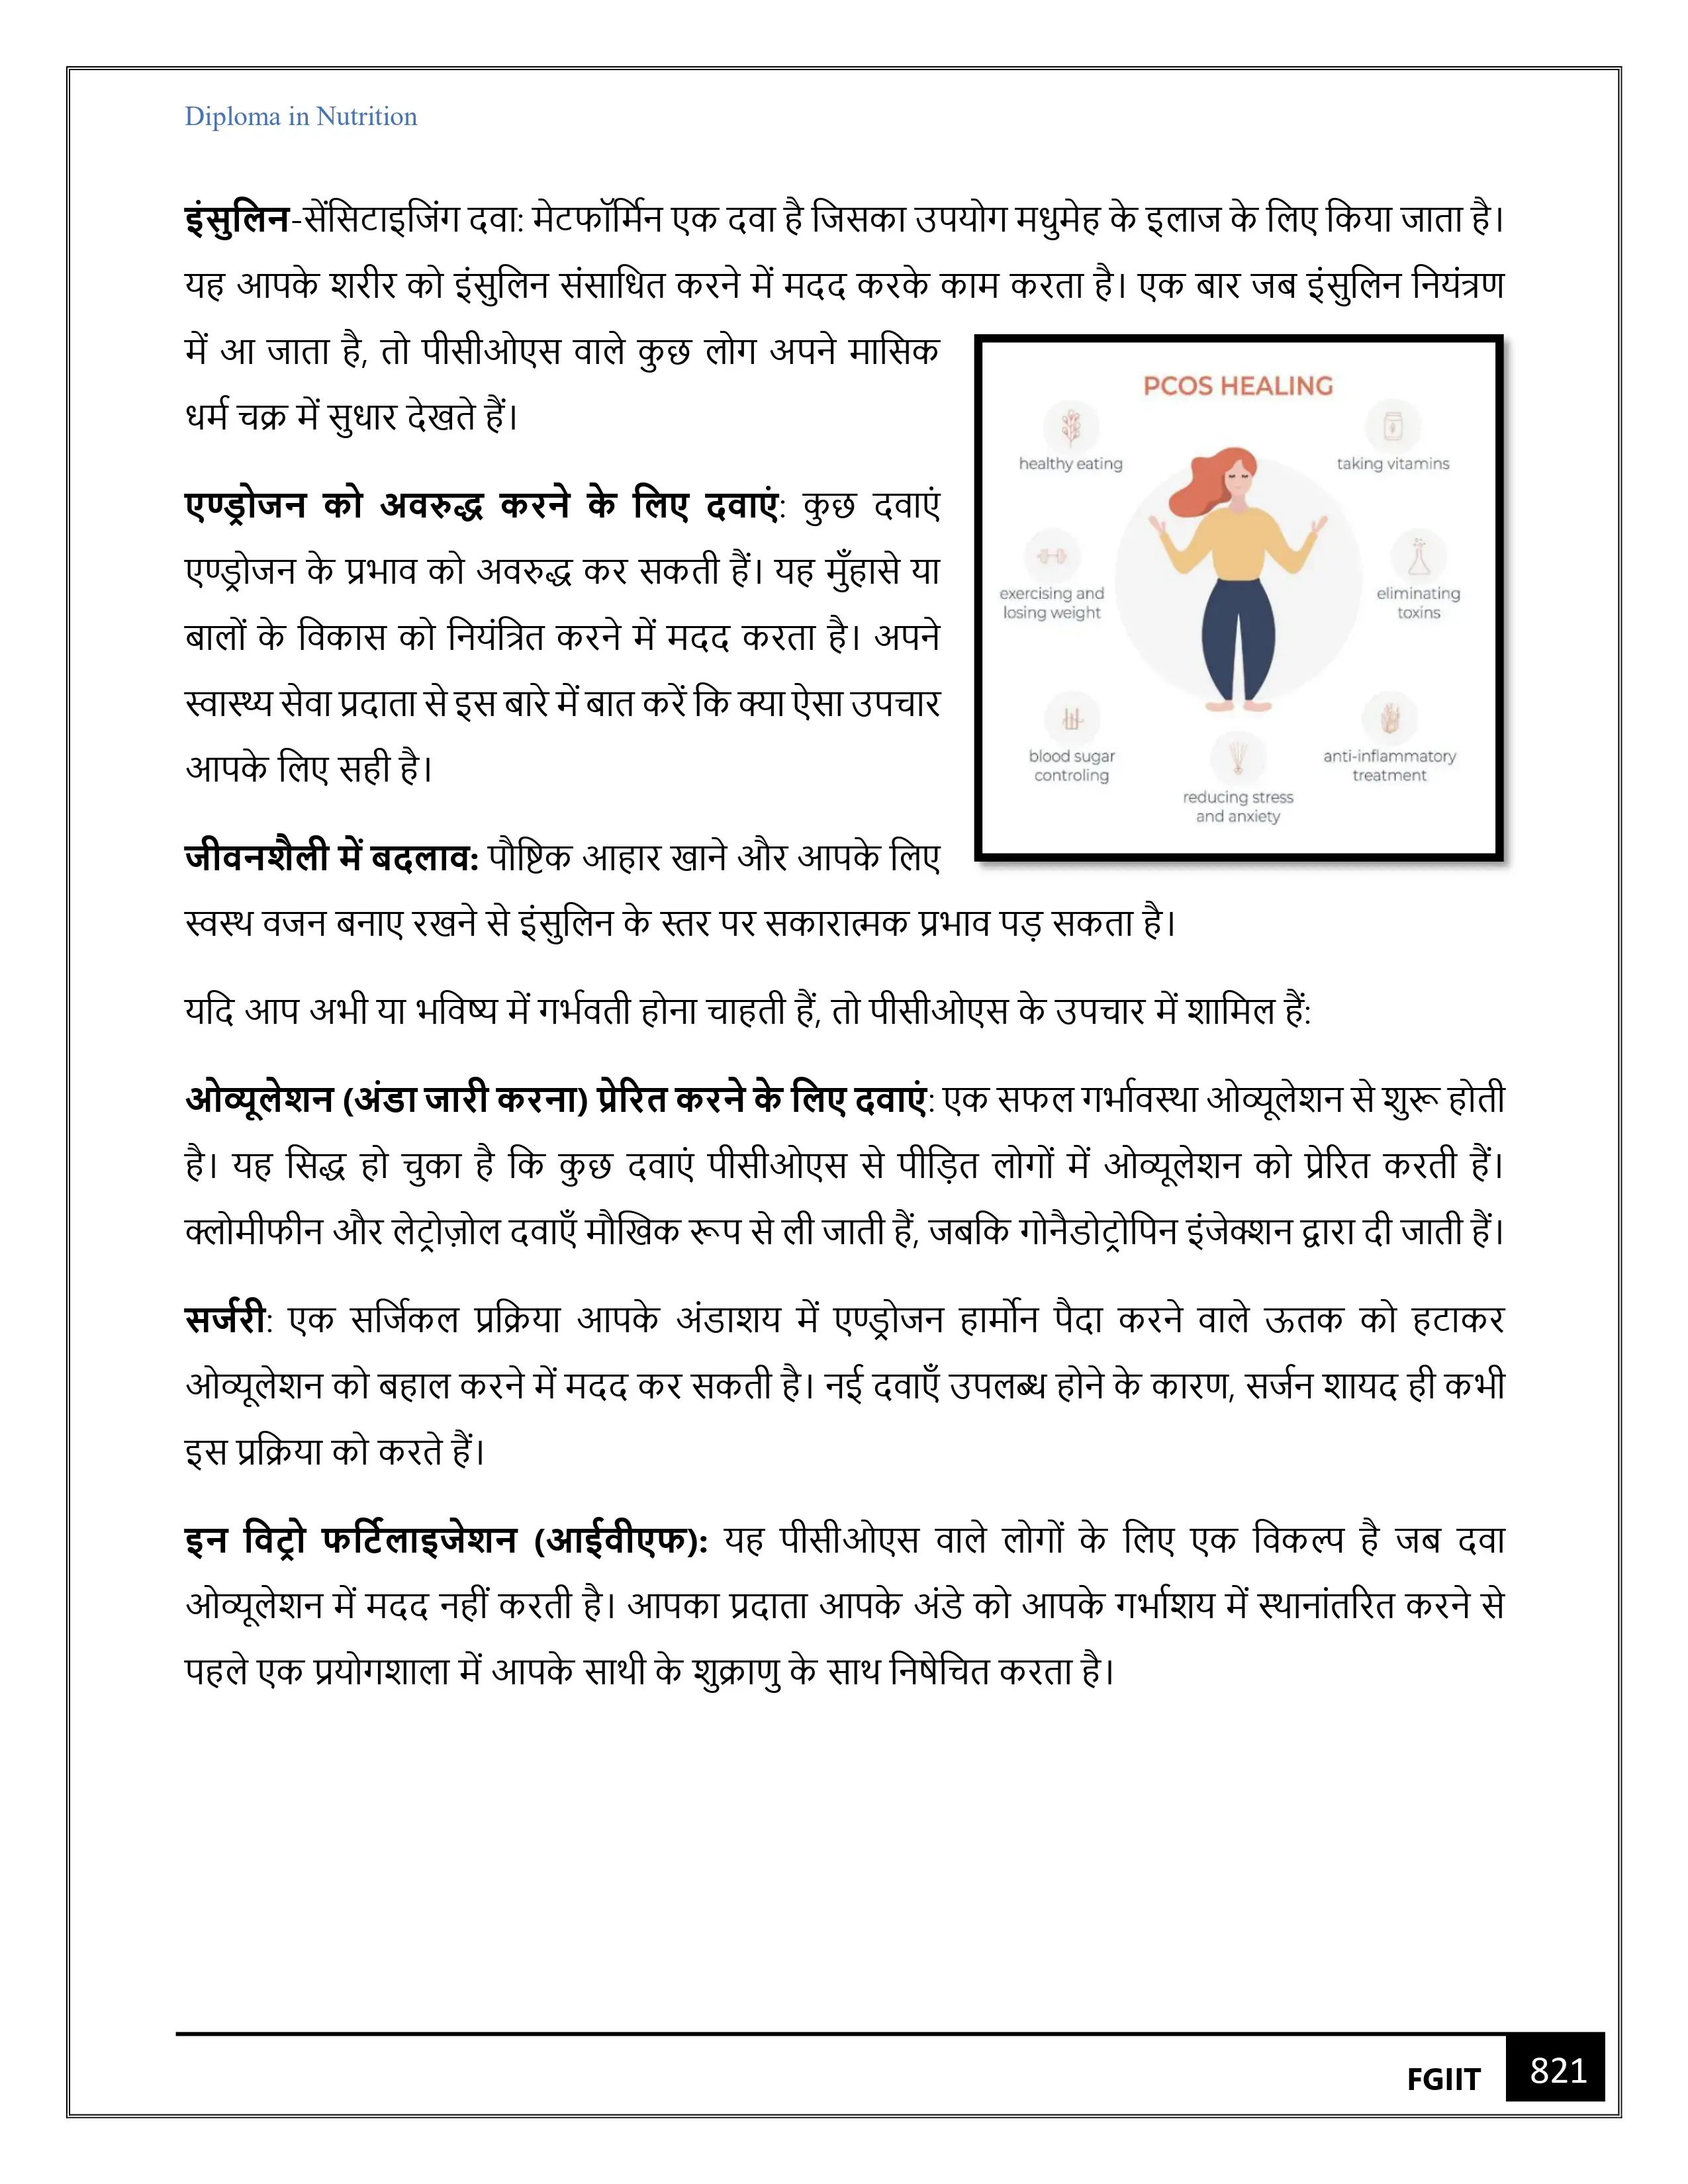 Diploma in Nutrition
इंसुलिन-सेंसिटाइजिंग दवा: मेटफॉर्मिन एक दवा है जिसका उपयोग मधुमेह के इलाज के लिए किया जाता है।
यह आपके शरीर को इंसुलिन संसाधित करने में मदद करके काम करता है। एक बार जब इंसुलिन नियंत्रण
में आ जाता है, तो पीसीओएस वाले कुछ लोग अपने मासिक
धर्म चक्र में सुधार देखते हैं।
एण्ड्रोजन को अवरुद्ध करने के लिए दवाएं: कुछ दवाएं
एण्ड्रोजन के प्रभाव को अवरुद्ध कर सकती हैं। यह मुँहासे या
बालों के विकास को नियंत्रित करने में मदद करता है। अपने
स्वास्थ्य सेवा प्रदाता से इस बारे में बात करें कि क्या ऐसा उपचार
आपके लिए सही है।
जीवनशैली में बदलाव: पौष्टिक आहार खाने और आपके लिए
स्वस्थ वजन बनाए रखने से इंसुलिन के स्तर पर सकारात्मक प्रभाव पड़ सकता है।
PCOS HEALING
healthy eating
taking vitamins
exercising and
losing weight
eliminating
toxins
blood sugar
controling
anti-inflammatory
treatment
reducing stress
and anxiety
यदि आप अभी या भविष्य में गर्भवती होना चाहती हैं, तो पीसीओएस के उपचार में शामिल हैं:
ओव्यूलेशन (अंडा जारी करना) प्रेरित करने के लिए दवाएं: एक सफल गर्भावस्था ओव्यूलेशन से शुरू होती
है। यह सिद्ध हो चुका है कि कुछ दवाएं पीसीओएस से पीड़ित लोगों में ओव्यूलेशन को प्रेरित करती हैं।
क्लोमीफीन और लेट्रोज़ोल दवाएँ मौखिक रूप से ली जाती हैं, जबकि गोनैडोट्रोपिन इंजेक्शन द्वारा दी जाती हैं।
सर्जरी: एक सर्जिकल प्रक्रिया आपके अंडाशय में एण्ड्रोजन हार्मोन पैदा करने वाले ऊतक को हटाकर
ओव्यूलेशन को बहाल करने में मदद कर सकती है। नई दवाएँ उपलब्ध होने के कारण, सर्जन शायद ही कभी
इस प्रक्रिया को करते हैं।
इन विट्रो फर्टिलाइजेशन (आईवीएफ): यह पीसीओएस वाले लोगों के लिए एक विकल्प है जब दवा
ओव्यूलेशन में मदद नहीं करती है। आपका प्रदाता आपके अंडे को आपके गर्भाशय में स्थानांतरित करने से
पहले एक प्रयोगशाला में आपके साथी के शुक्राणु के साथ निषेचित करता है।
FGIIT 821